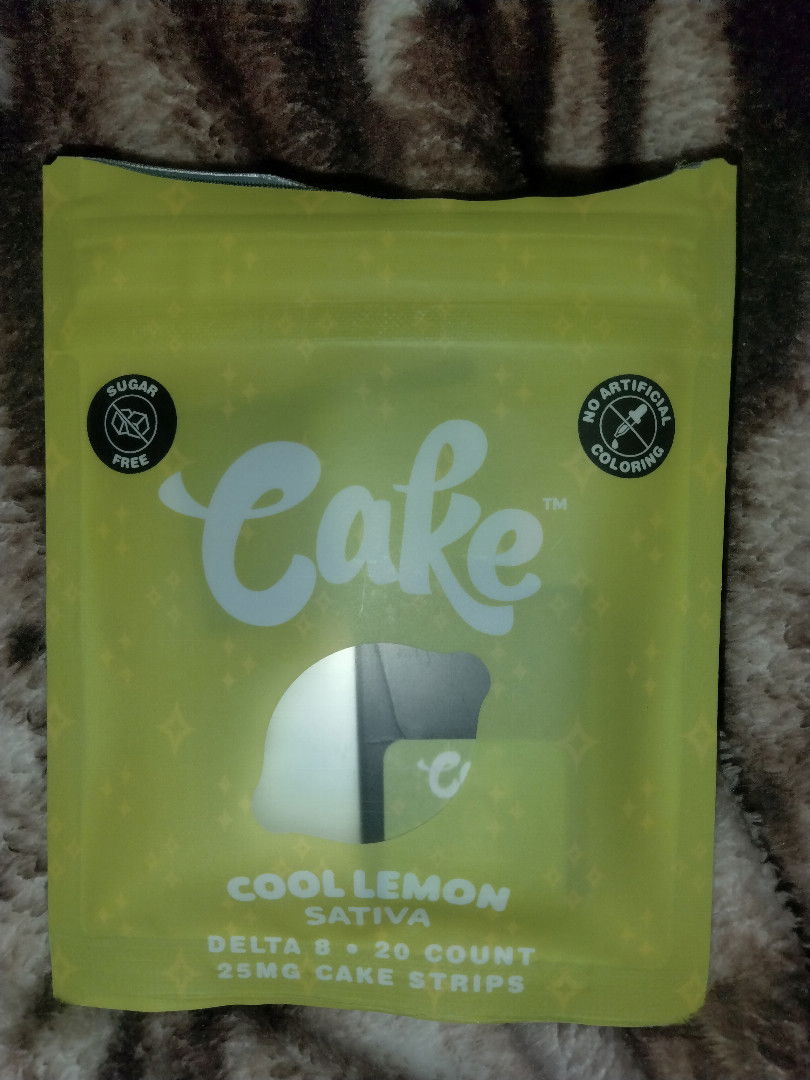 SUGAR
FREE
NO ARTIFICIAL
COLORING
Cake™
C
COOL LEMON
SATIVA
DELTA 8 • 20 COUNT
25MG CAKE STRIPS